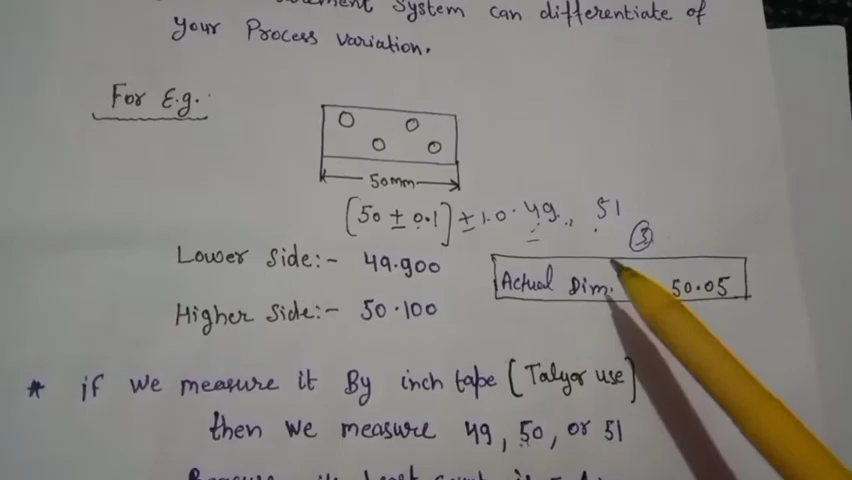 System can differentiate of
your Process variation.
For E.g.
50mm
(50 ± 0.1) ± 1.0. 49., 51
3
Lower Side:- 49.900
Actual Dim. 50.05
Higher Side:- 50.100
* if we measure it By inch tape [Talyor use]
then we measure 49, 50, or 51